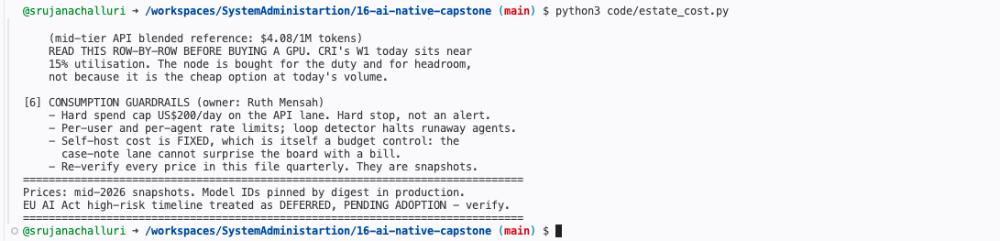 @srujanachalluri → /workspaces/SystemAdministartion/16-ai-native-capstone (main) $ python3 code/estate_cost.py
(mid-tier API blended reference: $4.08/1M tokens)
READ THIS ROW-BY-ROW BEFORE BUYING A GPU. CRI's W1 today sits near
15% utilisation. The node is bought for the duty and for headroom,
not because it is the cheap option at today's volume.
[6] CONSUMPTION GUARDRAILS (owner: Ruth Mensah)
- Hard spend cap US$200/day on the API lane. Hard stop, not an alert.
- Per-user and per-agent rate limits; loop detector halts runaway agents.
- Self-host cost is FIXED, which is itself a budget control: the
case-note lane cannot surprise the board with a bill.
- Re-verify every price in this file quarterly. They are snapshots.
==============================================================================
Prices: mid-2026 snapshots. Model IDs pinned by digest in production.
EU AI Act high-risk timeline treated as DEFERRED, PENDING ADOPTION - verify.
==============================================================================
@srujanachalluri → /workspaces/SystemAdministartion/16-ai-native-capstone (main) $